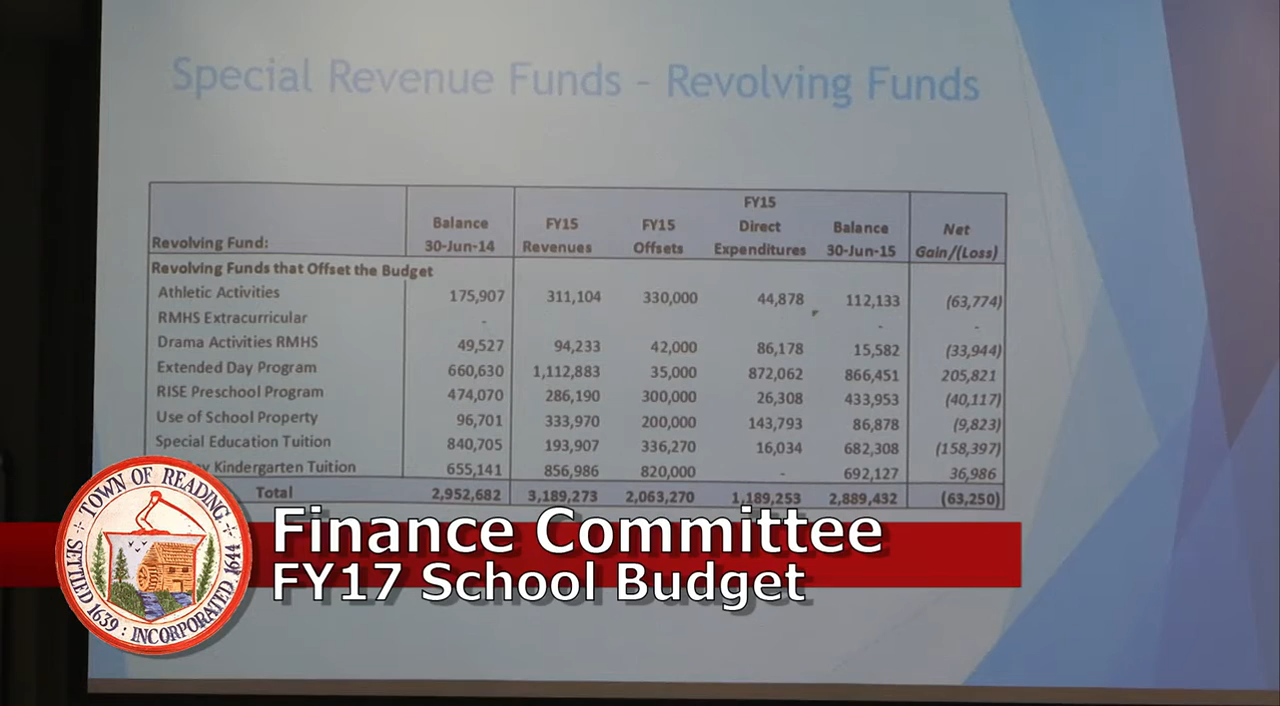 Special Revenue Funds - Revolving Funds
Revolving Fund: Balance 30-Jun-14 FY15 Revenues FY15 Offsets FY15 Direct Expenditures Balance 30-Jun-15 Net Gain/(Loss)
Revolving Funds that Offset the Budget
Athletic Activities 175,907 311,104 330,000 44,878 112,133 (63,774)
RMHS Extracurricular - - -
Drama Activities RMHS 49,527 94,233 42,000 86,178 15,582 (33,944)
Extended Day Program 660,630 1,112,883 35,000 872,062 866,451 205,821
RISE Preschool Program 474,070 286,190 300,000 26,308 433,953 (40,117)
Use of School Property 96,701 333,970 200,000 143,793 86,878 (9,823)
Special Education Tuition 840,705 193,907 336,270 16,034 682,308 (158,397)
Kindergarten Tuition 655,141 856,986 820,000 - 692,127 36,986
Total 2,952,682 3,189,273 2,063,270 1,189,253 2,889,432 (63,250)
TOWN OF READING
SETTLED 1639 : INCORPORATED 1644
Finance Committee
FY17 School Budget